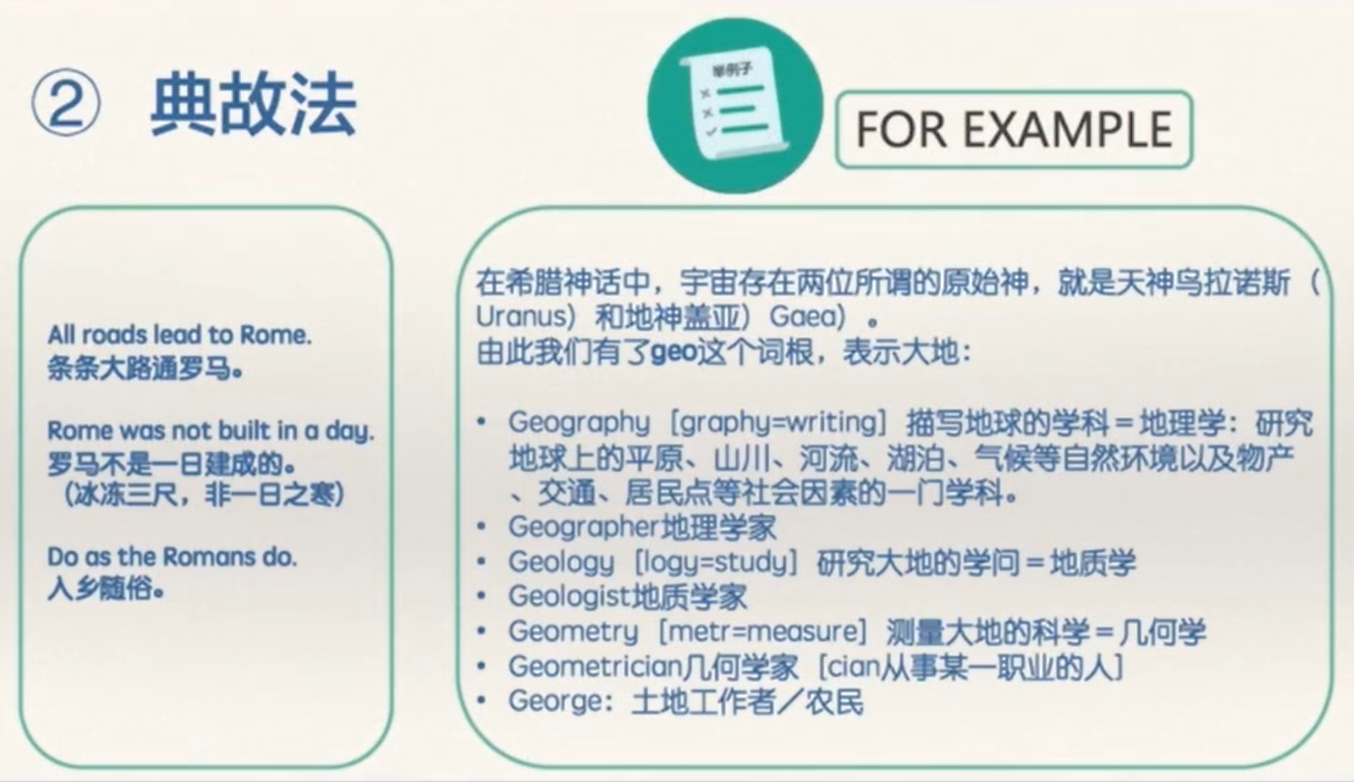 ② 典故法
举例子
FOR EXAMPLE
All roads lead to Rome.
条条大路通罗马。
Rome was not built in a day.
罗马不是一日建成的。
（冰冻三尺，非一日之寒）
Do as the Romans do.
入乡随俗。
在希腊神话中，宇宙存在两位所谓的原始神，就是天神乌拉诺斯（
Uranus）和地神盖亚）Gaea）。
由此我们有了geo这个词根，表示大地：
• Geography［graphy=writing］描写地球的学科＝地理学：研究
地球上的平原、山川、河流、湖泊、气候等自然环境以及物产
、交通、居民点等社会因素的一门学科。
• Geographer地理学家
• Geology［logy=study］研究大地的学问＝地质学
• Geologist地质学家
• Geometry［metr=measure］测量大地的科学＝几何学
• Geometrician几何学家［cian从事某一职业的人］
• George：土地工作者／农民